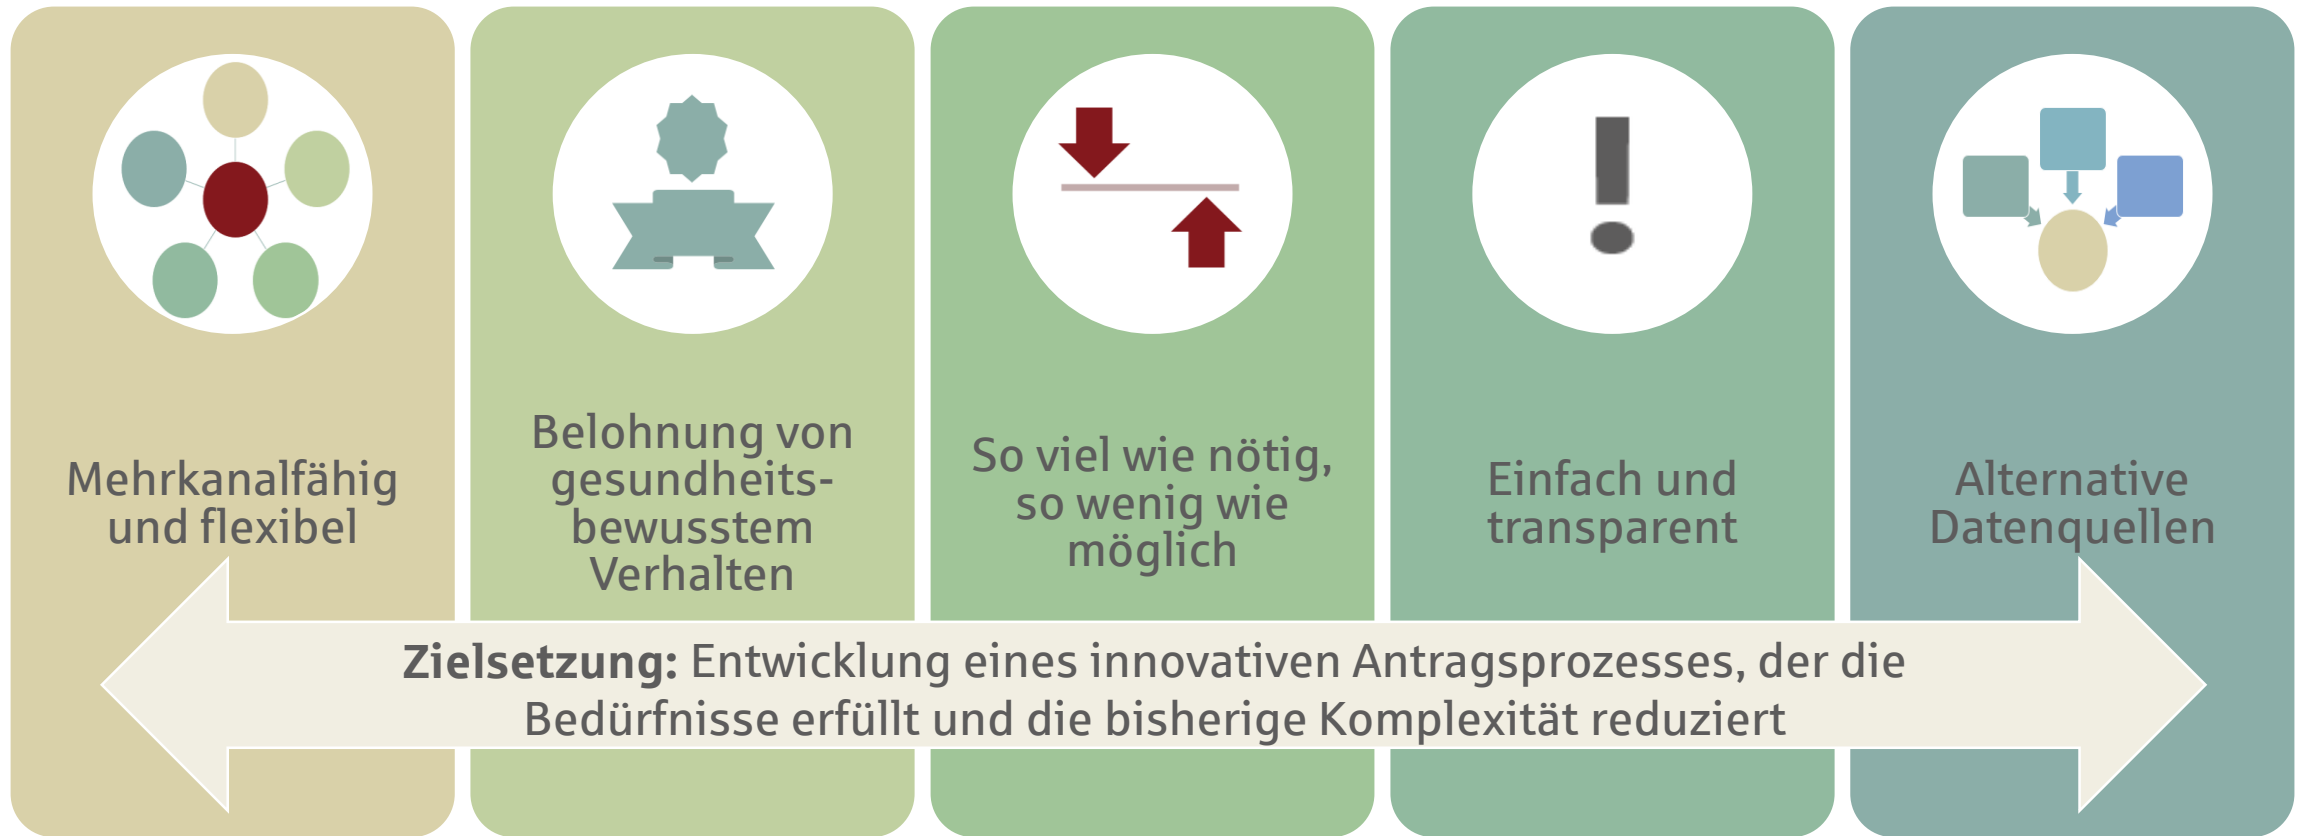 Mehrkanalfähig
und flexibel
Belohnung von
gesundheits-
bewusstem
Verhalten
So viel wie nötig,
so wenig wie
möglich
Einfach und
transparent
Alternative
Datenquellen
Zielsetzung: Entwicklung eines innovativen Antragsprozesses, der die
Bedürfnisse erfüllt und die bisherige Komplexität reduziert